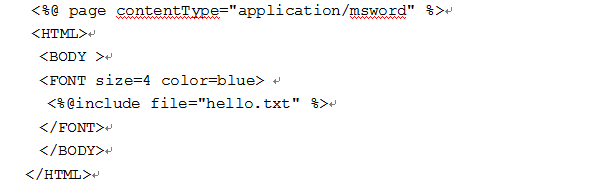 <%@ page contentType="application/msword" %>
<HTML>
<BODY >
<FONT size=4 color=blue>
<%@include file="hello.txt" %>
</FONT>
</BODY>
</HTML>